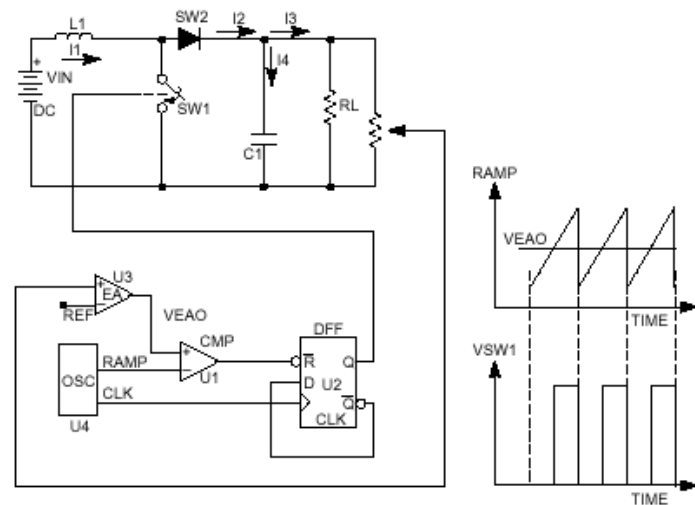 SW2
L1
I2
I3
I1
I4
+
VIN
DC
SW1
RL
C1
RAMP
VEAO
TIME
U3
+
EA
−
REF
VEAO
CMP
DFF
+
−
U1
R
Q
OSC
RAMP
D
U2
CLK
Q
U4
CLK
VSW1
TIME